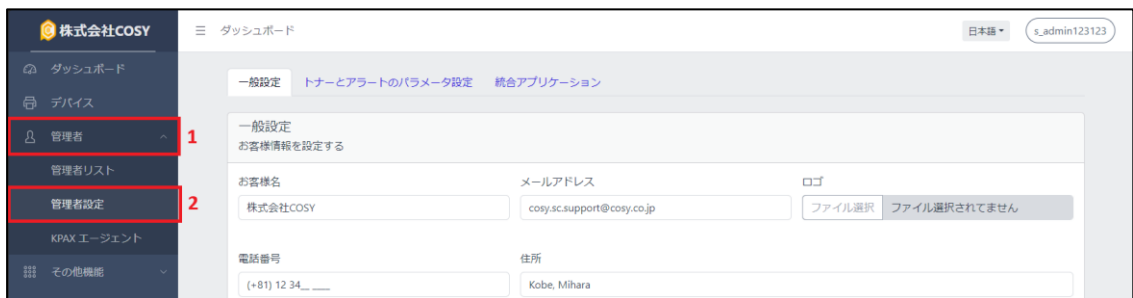 株式会社COSY
ダッシュボード
日本語
s_admin123123
ダッシュボード
デバイス
管理者
1
管理者リスト
管理者設定
2
KPAX エージェント
その他機能
一般設定 トナーとアラートのパラメータ設定 統合アプリケーション
一般設定
お客様情報を設定する
お客様名 メールアドレス ロゴ
株式会社COSY cosy.sc.support@cosy.co.jp ファイル選択 ファイル選択されてません
電話番号 住所
(+81) 12 34__ ____ Kobe, Mihara